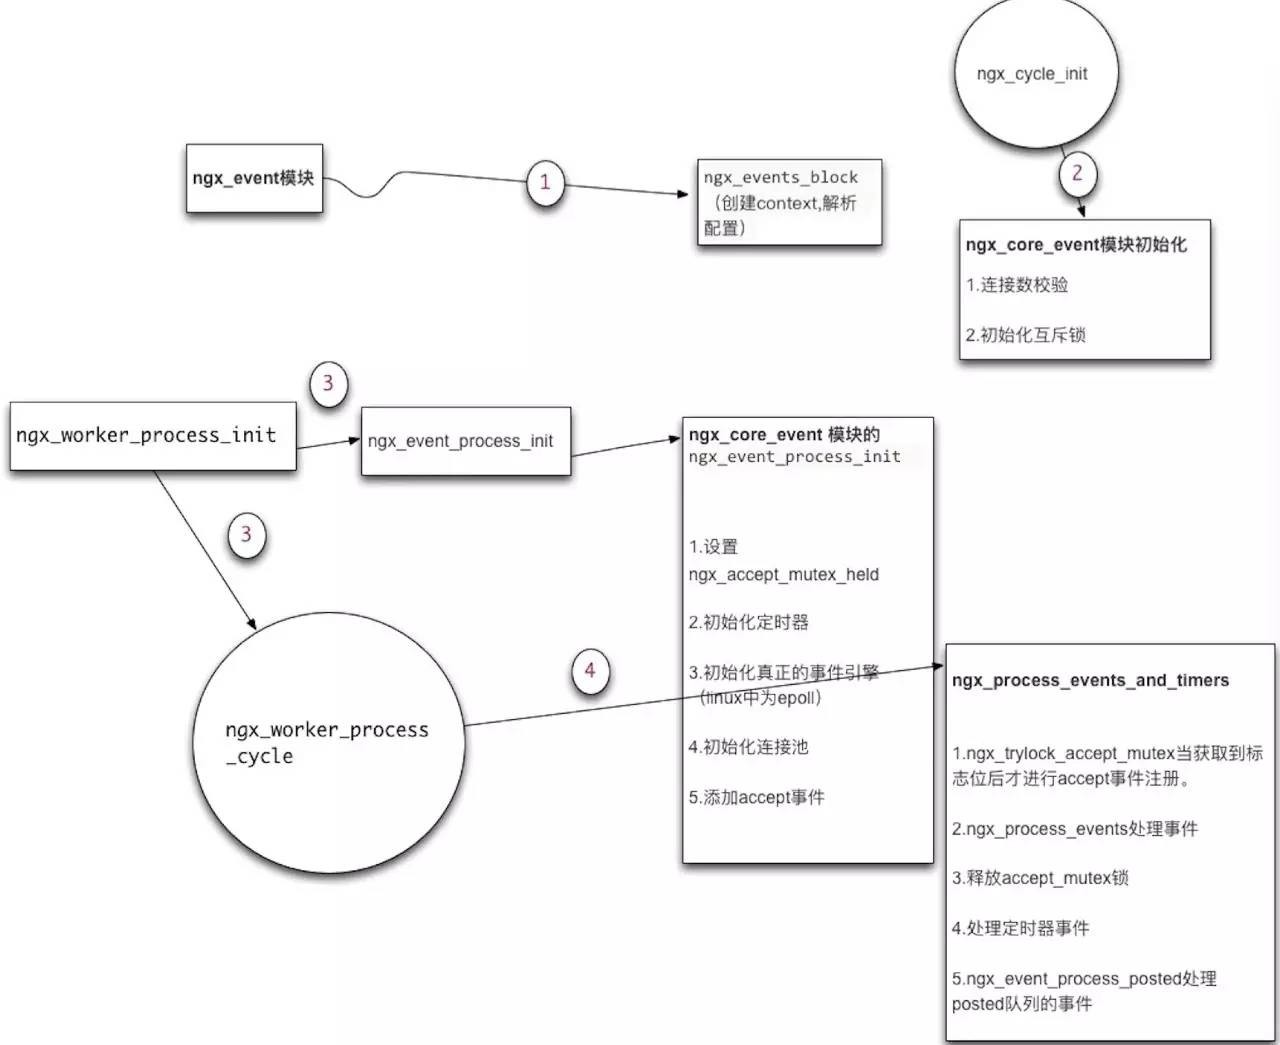 ngx_cycle_init
ngx_event模块
1
ngx_events_block
（创建context,解析
配置）
2
ngx_core_event模块初始化
1.连接数校验
2.初始化互斥锁
3
ngx_worker_process_init
ngx_event_process_init
ngx_core_event 模块的
ngx_event_process_init
1.设置
ngx_accept_mutex_held
2.初始化定时器
3.初始化真正的事件引擎
（linux中为epoll）
4.初始化连接池
5.添加accept事件
3
ngx_worker_process
_cycle
4
ngx_process_events_and_timers
1.ngx_trylock_accept_mutex当获取到标
志位后才进行accept事件注册。
2.ngx_process_events处理事件
3.释放accept_mutex锁
4.处理定时器事件
5.ngx_event_process_posted处理
posted队列的事件